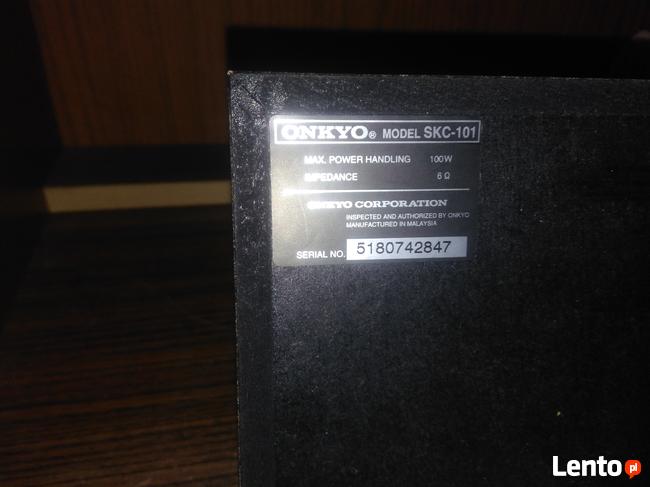 ONKYO® MODEL SKC-101
MAX. POWER HANDLING 100W
IMPEDANCE 6 Ω
ONKYO CORPORATION
INSPECTED AND AUTHORIZED BY ONKYO
MANUFACTURED IN MALAYSIA
SERIAL NO. 5180742847
Lento pl